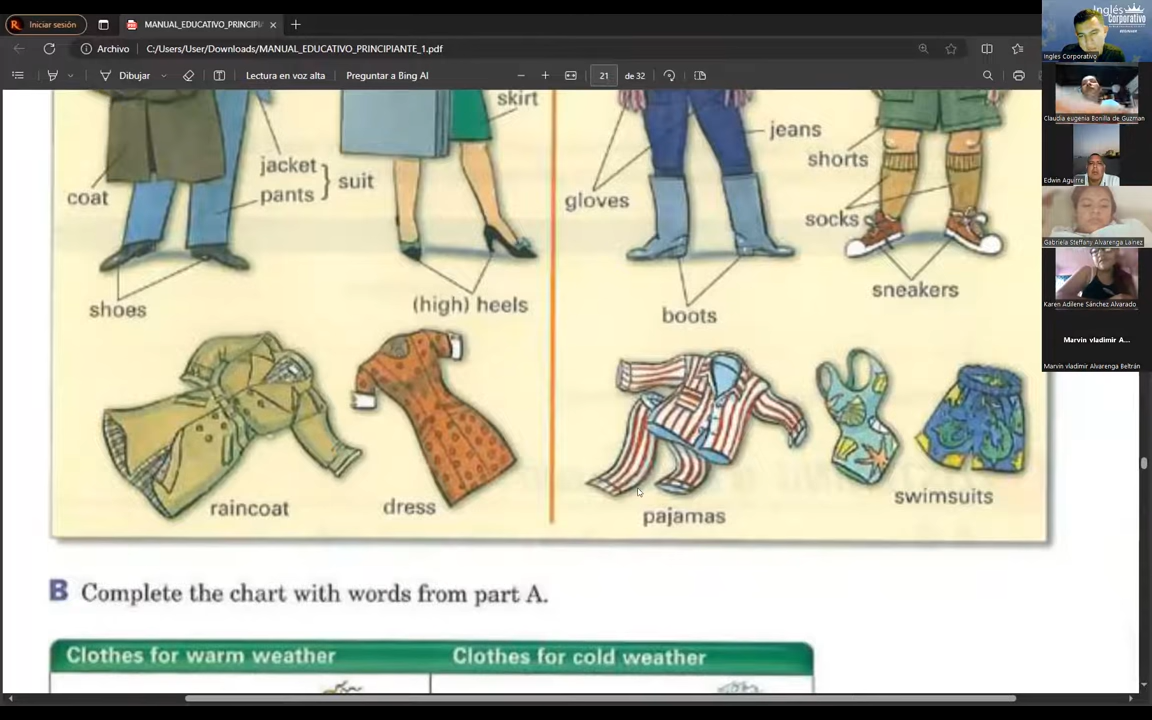 Iniciar sesión
MANUAL_EDUCATIVO_PRINCIPI
Archivo
C:/Users/User/Downloads/MANUAL_EDUCATIVO_PRINCIPIANTE_1.pdf
Dibujar
Lectura en voz alta
Preguntar a Bing AI
21
de 32
skirt
jacket
pants
suit
coat
shoes
(high) heels
jeans
gloves
shorts
socks
sneakers
boots
raincoat
dress
pajamas
swimsuits
B Complete the chart with words from part A.
Clothes for warm weather
Clothes for cold weather
Inglés
Corporativo
Ingles Corporativo
Claudia eugenia Bonilla de Guzman
Edwin Aguirre
Gabriela Steffany Alvarenga Lainez
Karen Adilene Sánchez Alvarado
Marvin vladimir A...
Marvin vladimir Alvarenga Beltrán